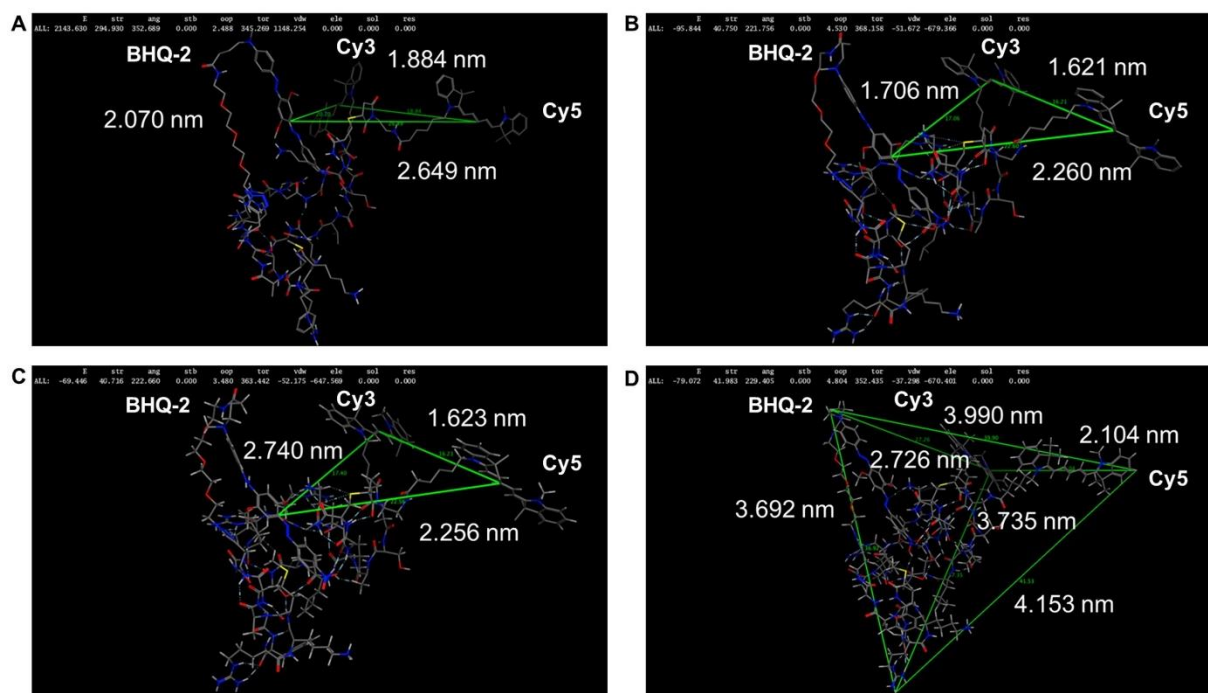 A
E str ang stb oop tor vdw ele sol res
ALL: 2143.630 294.930 352.689 0.000 2.488 345.269 1148.254 0.000 0.000 0.000
BHQ-2
Cy3
1.884 nm
Cy5
2.070 nm
2.649 nm
B
E str ang stb oop tor vdw ele sol res
ALL: -95.844 40.750 221.756 0.000 4.530 368.158 -51.672 -679.366 0.000 0.000
BHQ-2
Cy3
1.621 nm
1.706 nm
Cy5
2.260 nm
C
E str ang stb oop tor vdw ele sol res
ALL: -69.446 40.716 222.660 0.000 3.480 363.442 -52.175 -647.569 0.000 0.000
BHQ-2
Cy3
1.623 nm
2.740 nm
Cy5
2.256 nm
D
E str ang stb oop tor vdw ele sol res
ALL: -79.072 41.983 229.405 0.000 4.804 352.435 -37.298 -670.401 0.000 0.000
BHQ-2
Cy3
3.990 nm
2.104 nm
2.726 nm
Cy5
3.692 nm
3.735 nm
4.153 nm